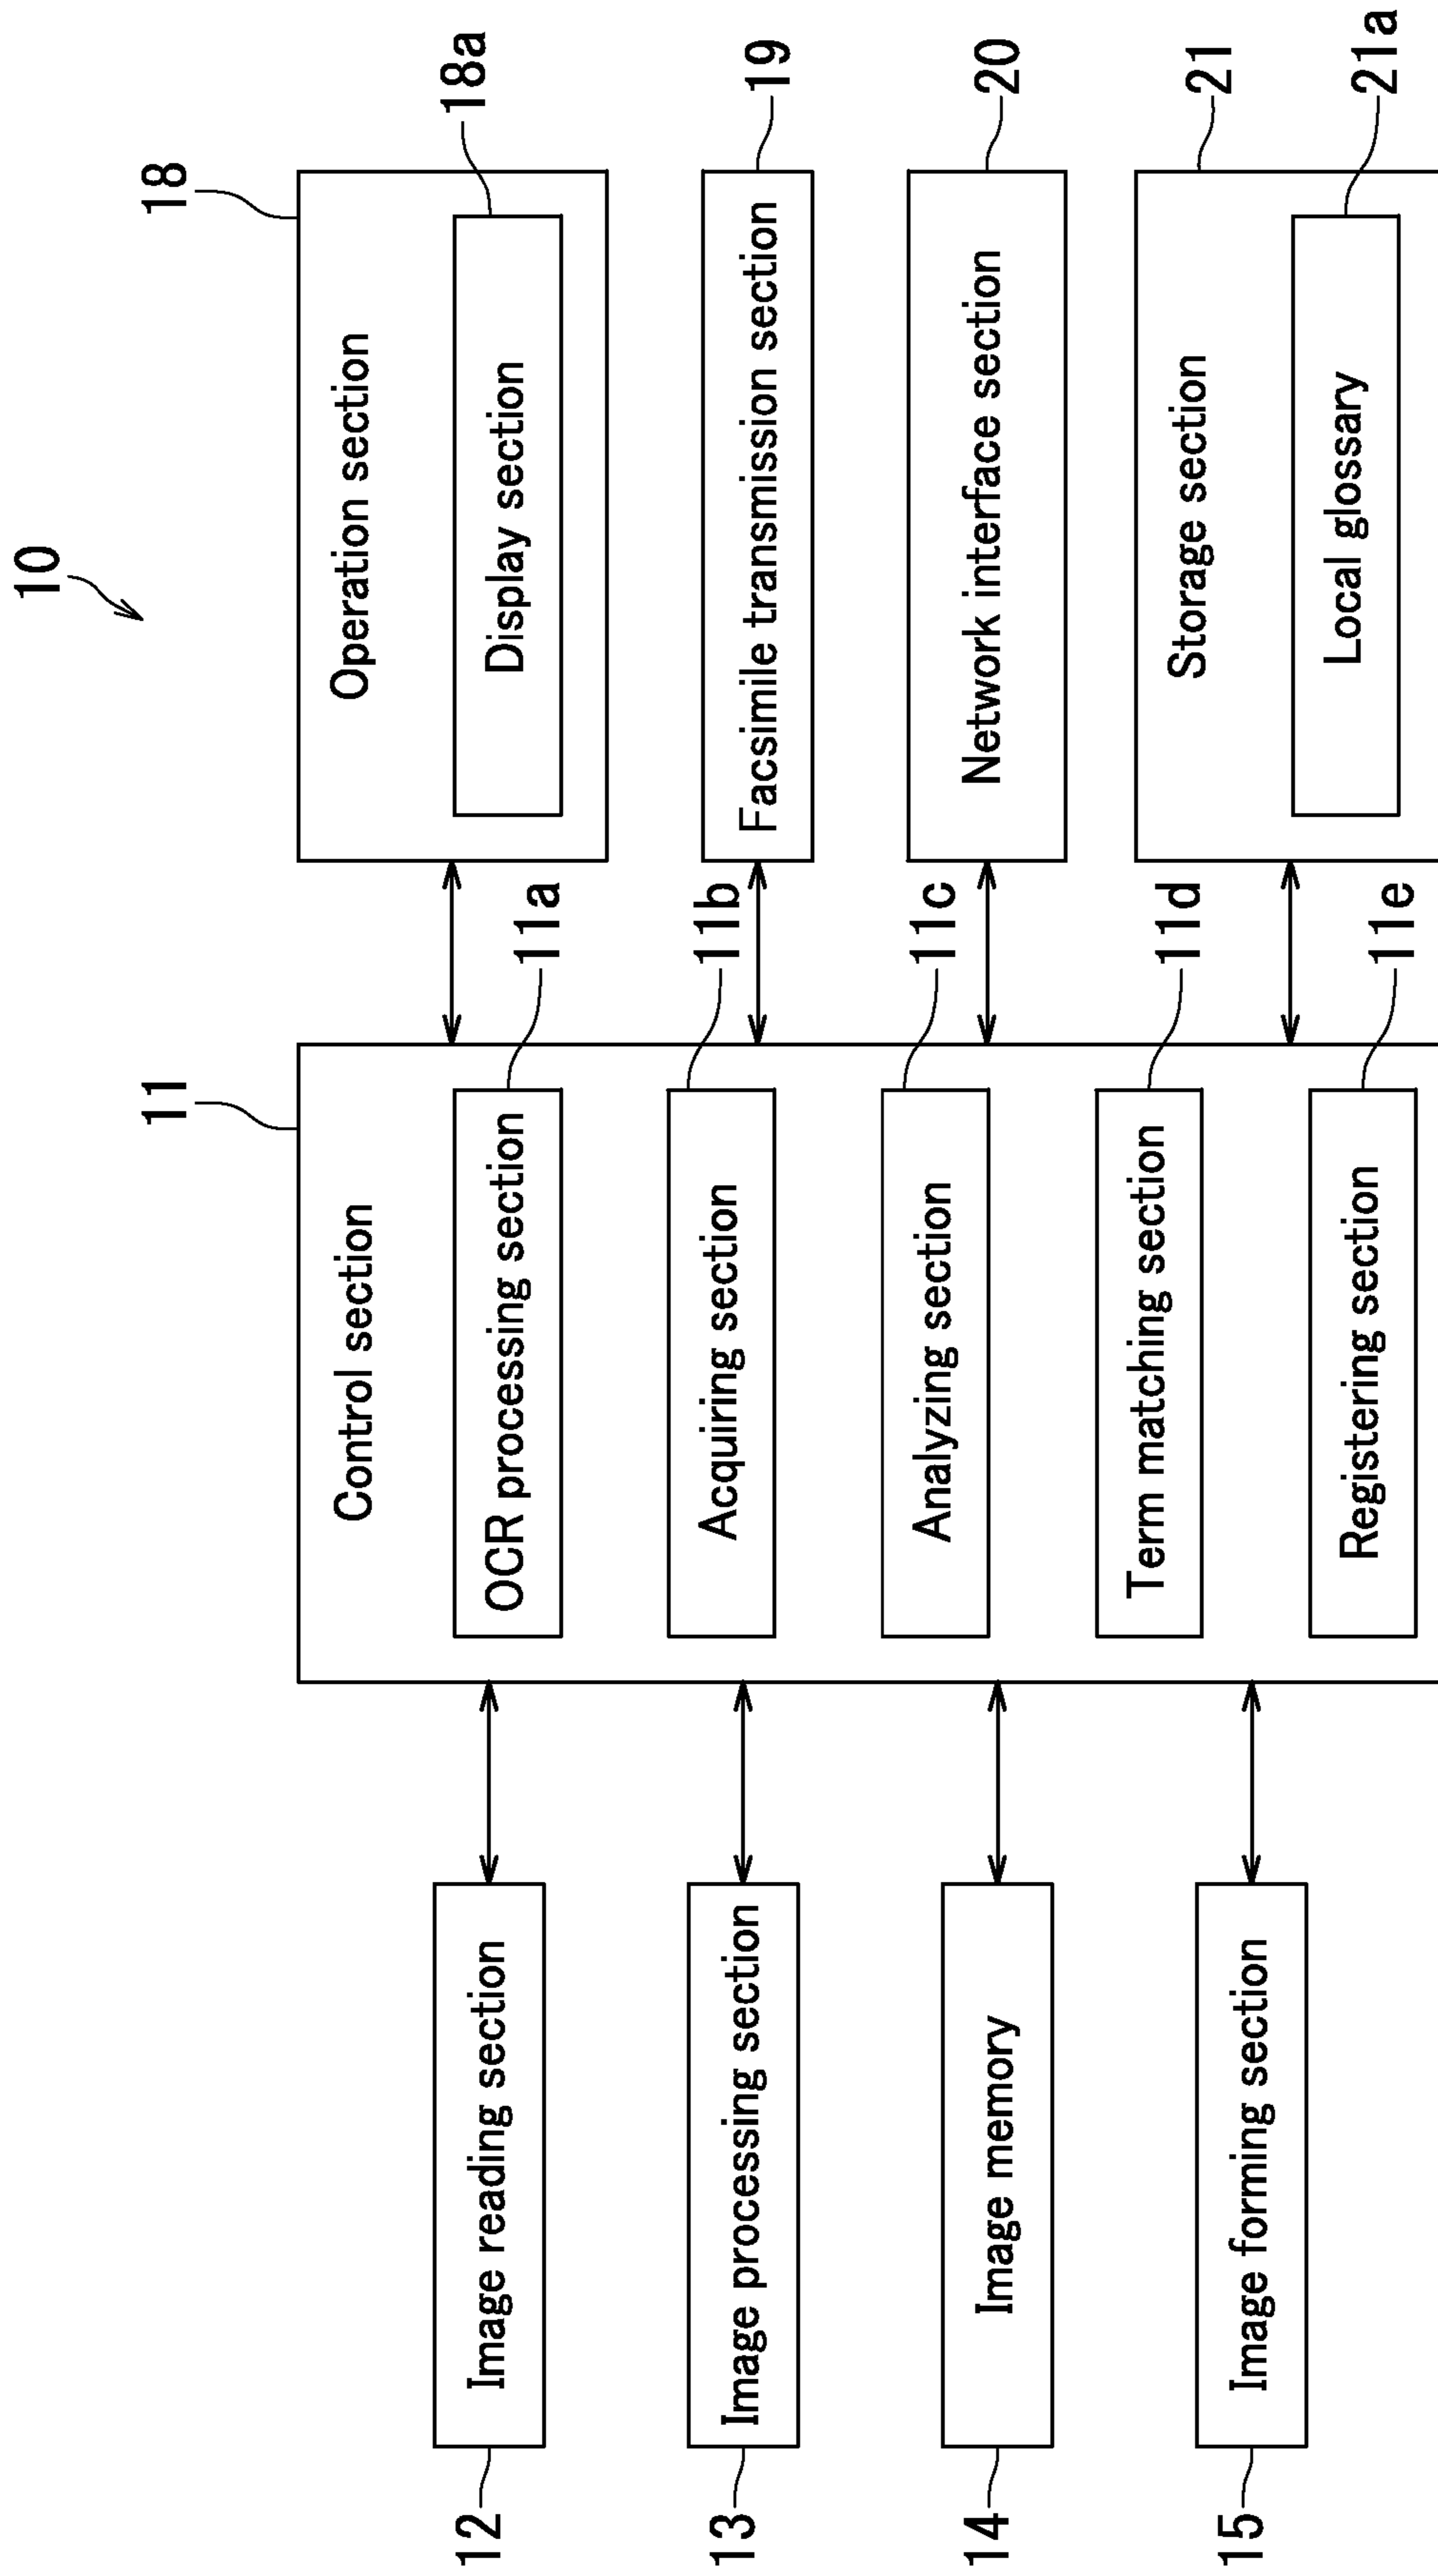 10
11
18
12
Image reading section
13
Image processing section
14
Image memory
15
Image forming section
Control section
OCR processing section
11a
Acquiring section
11b
Analyzing section
11c
Term matching section
11d
Registering section
11e
Operation section
Display section
18a
Facsimile transmission section
19
Network interface section
20
Storage section
21
Local glossary
21a